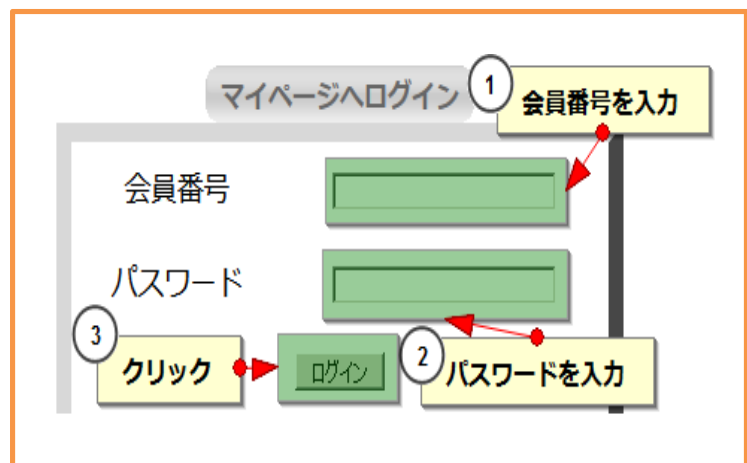 マイページへログイン
1
会員番号を入力
会員番号
パスワード
3
クリック
ログイン
2
パスワードを入力